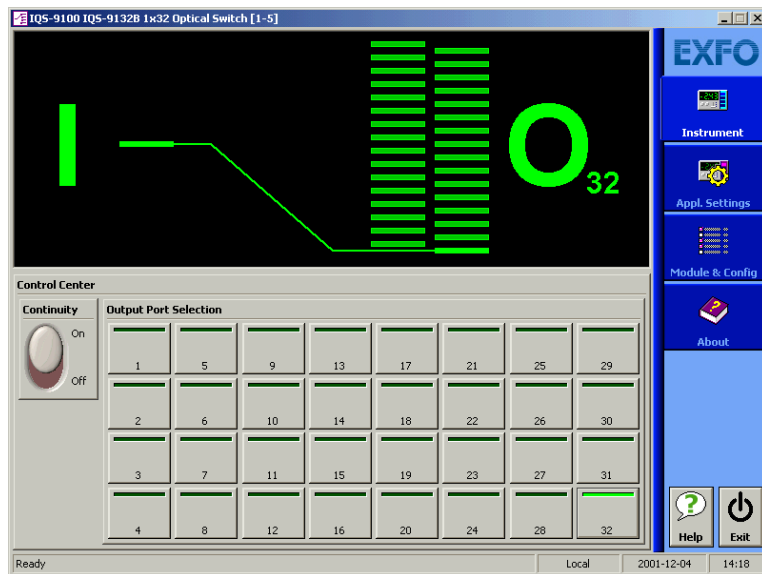 IQS-9100 IQS-9132B 1x32 Optical Switch [1-5]
EXFO
I
O
32
Instrument
Appl. Settings
Module & Config
About
Control Center
Continuity
On
Off
Output Port Selection
1 5 9 13 17 21 25 29
2 6 10 14 18 22 26 30
3 7 11 15 19 23 27 31
4 8 12 16 20 24 28 32
Help Exit
Ready Local 2001-12-04 14:18